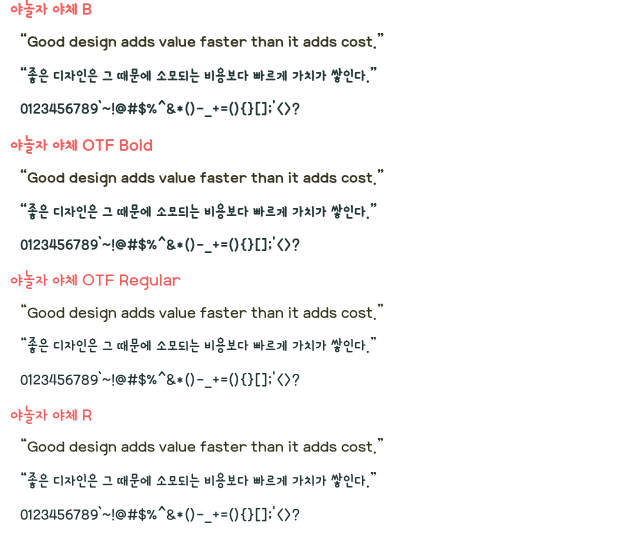 야놀자 야체 B
“Good design adds value faster than it adds cost.”
“좋은 디자인은 그 때문에 소모되는 비용보다 빠르게 가치가 쌓인다.”
0123456789`~!@#$%^&*()-_+=(){}[];'<>?
야놀자 야체 OTF Bold
“Good design adds value faster than it adds cost.”
“좋은 디자인은 그 때문에 소모되는 비용보다 빠르게 가치가 쌓인다.”
0123456789`~!@#$%^&*()-_+=(){}[];'<>?
야놀자 야체 OTF Regular
“Good design adds value faster than it adds cost.”
“좋은 디자인은 그 때문에 소모되는 비용보다 빠르게 가치가 쌓인다.”
0123456789`~!@#$%^&*()-_+=(){}[];'<>?
야놀자 야체 R
“Good design adds value faster than it adds cost.”
“좋은 디자인은 그 때문에 소모되는 비용보다 빠르게 가치가 쌓인다.”
0123456789`~!@#$%^&*()-_+=(){}[];'<>?